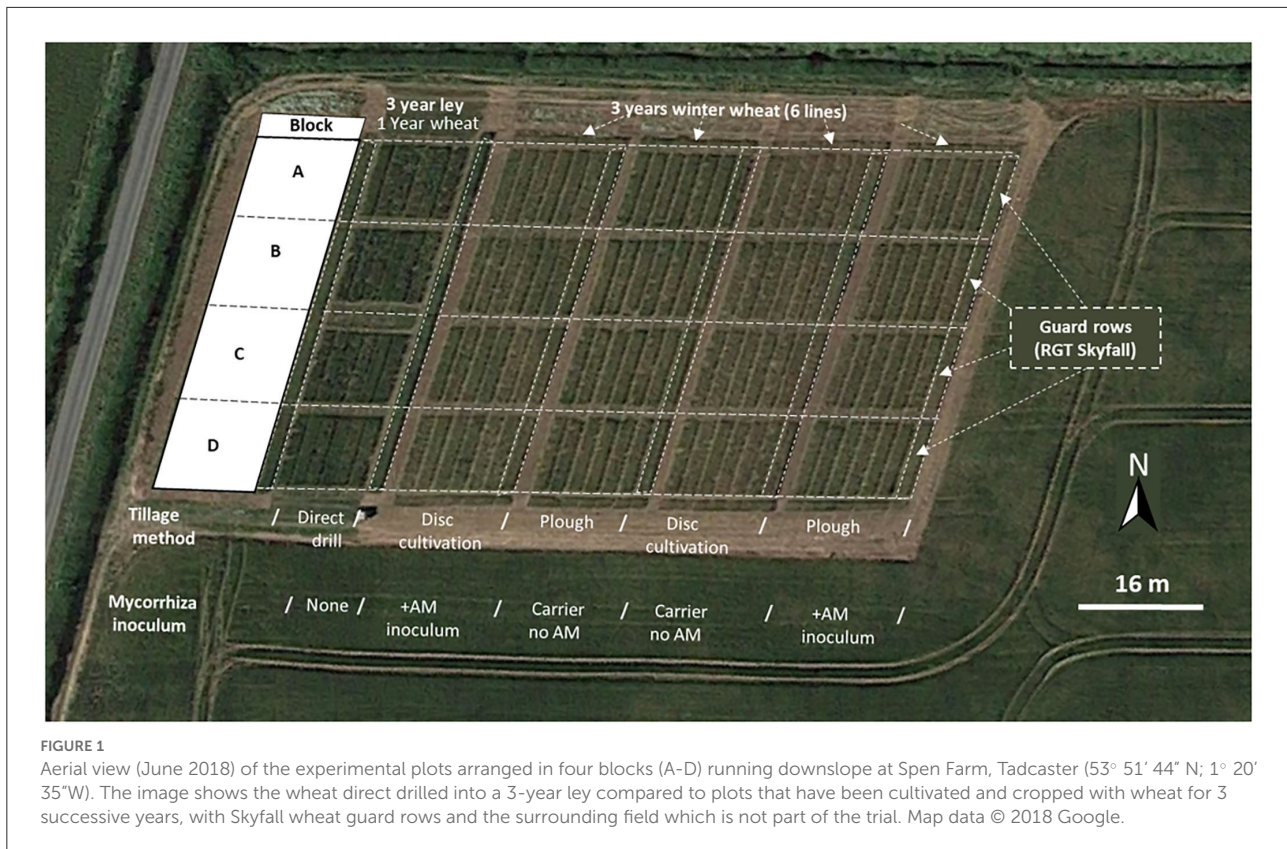 3 year ley
1 Year wheat
3 years winter wheat (6 lines)
Block
A
B
C
D
Guard rows
(RGT Skyfall)
N
16 m
Tillage
method
/ Direct
drill /
Disc
cultivation /
Plough /
Disc
cultivation /
Plough /
Mycorrhiza
inoculum
/ None /
+AM
inoculum /
Carrier
no AM /
Carrier
no AM /
+AM
inoculum /
FIGURE 1
Aerial view (June 2018) of the experimental plots arranged in four blocks (A-D) running downslope at Spen Farm, Tadcaster (53° 51′ 44″ N; 1° 20′
35″W). The image shows the wheat direct drilled into a 3-year ley compared to plots that have been cultivated and cropped with wheat for 3
successive years, with Skyfall wheat guard rows and the surrounding field which is not part of the trial. Map data © 2018 Google.